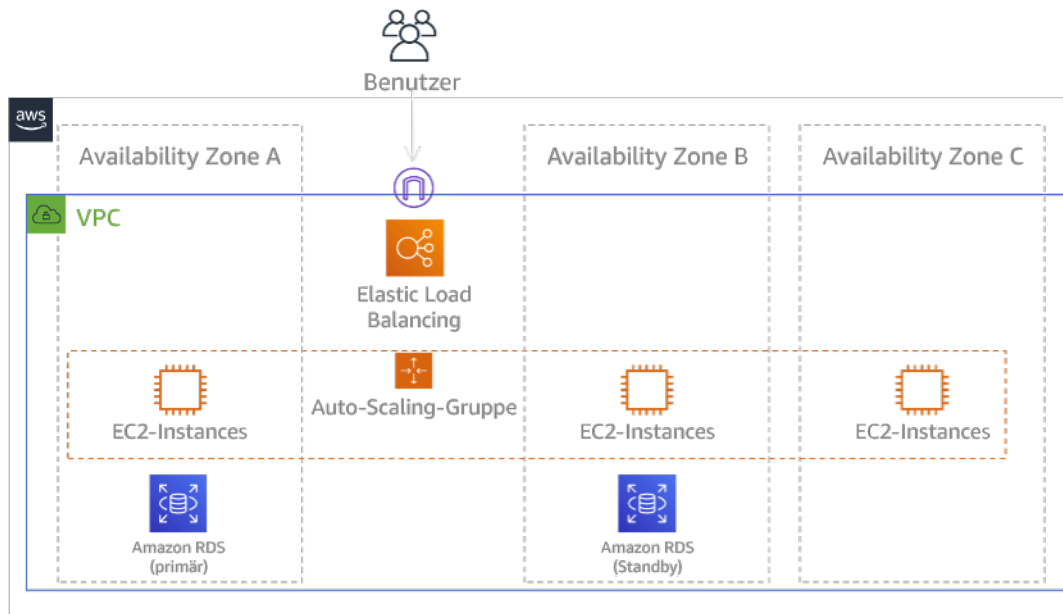 Benutzer
aws
Availability Zone A
Availability Zone B
Availability Zone C
VPC
Elastic Load
Balancing
Auto-Scaling-Gruppe
EC2-Instances
EC2-Instances
EC2-Instances
Amazon RDS
(primär)
Amazon RDS
(Standby)